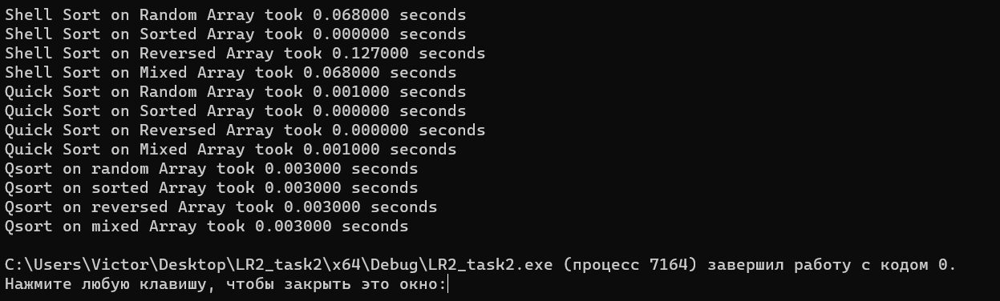 Shell Sort on Random Array took 0.068000 seconds
Shell Sort on Sorted Array took 0.000000 seconds
Shell Sort on Reversed Array took 0.127000 seconds
Shell Sort on Mixed Array took 0.068000 seconds
Quick Sort on Random Array took 0.001000 seconds
Quick Sort on Sorted Array took 0.000000 seconds
Quick Sort on Reversed Array took 0.000000 seconds
Quick Sort on Mixed Array took 0.001000 seconds
Qsort on random Array took 0.003000 seconds
Qsort on sorted Array took 0.003000 seconds
Qsort on reversed Array took 0.003000 seconds
Qsort on mixed Array took 0.003000 seconds
C:\Users\Victor\Desktop\LR2_task2\x64\Debug\LR2_task2.exe (процесс 7164) завершил работу с кодом 0.
Нажмите любую клавишу, чтобы закрыть это окно: